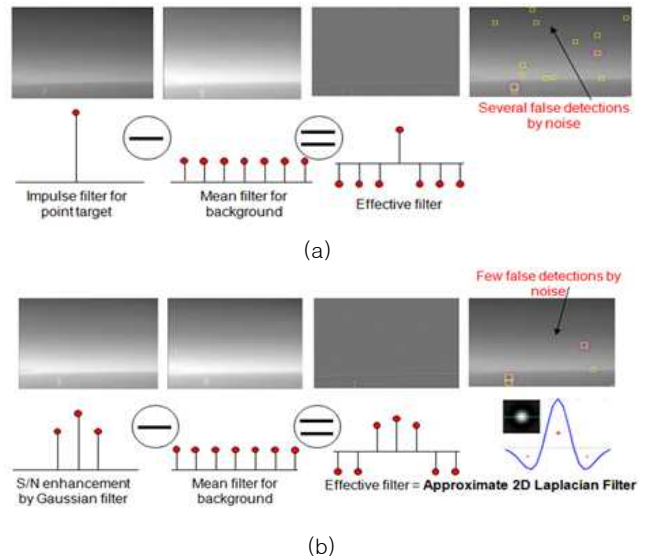 Several false detections
by noise
Impulse filter for
point target
Mean filter for
background
Effective filter
(a)
Few false detections by
noise
S/N enhancement
by Gaussian filter
Mean filter for
background
Effective filter = Approximate 2D Laplacian Filter
(b)